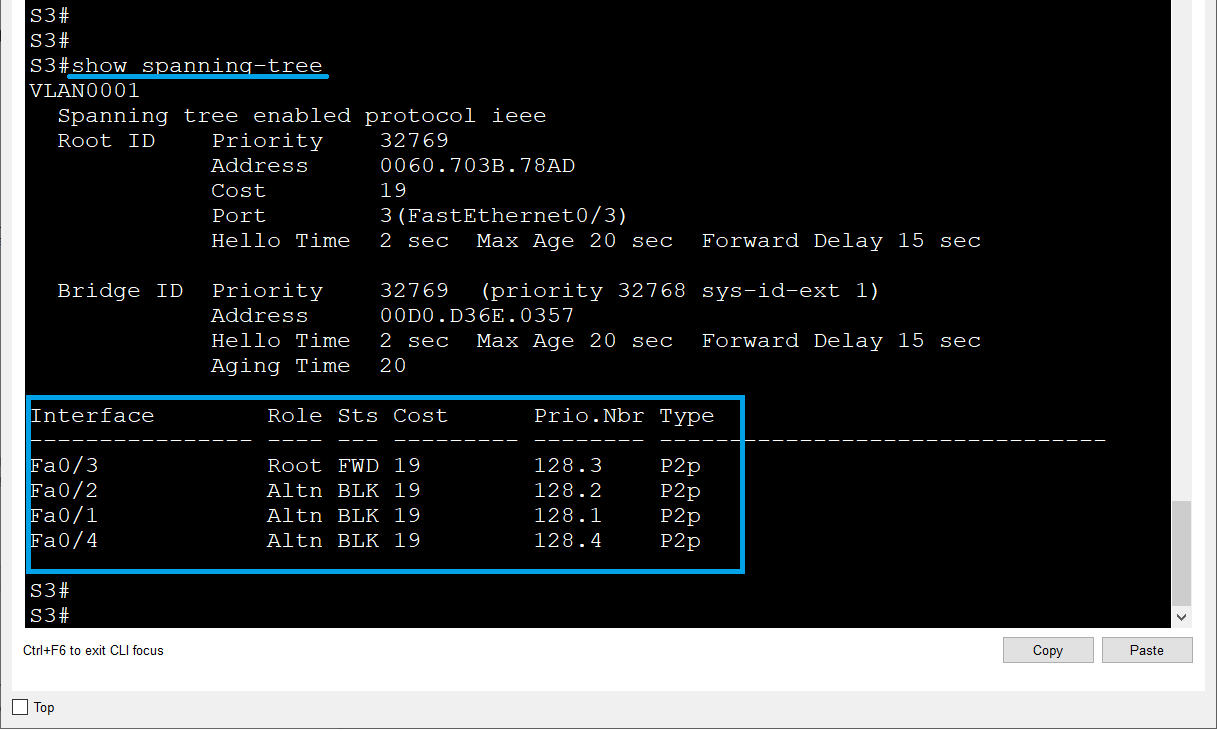 S3#
S3#
S3#show spanning-tree
VLAN0001
  Spanning tree enabled protocol ieee
  Root ID    Priority    32769
             Address     0060.703B.78AD
             Cost        19
             Port        3(FastEthernet0/3)
             Hello Time  2 sec  Max Age 20 sec  Forward Delay 15 sec

  Bridge ID  Priority    32769  (priority 32768 sys-id-ext 1)
             Address     00D0.D36E.0357
             Hello Time  2 sec  Max Age 20 sec  Forward Delay 15 sec
             Aging Time  20

Interface        Role Sts Cost      Prio.Nbr Type
---------------- ---- --- --------- -------- --------------------------------
Fa0/3            Root FWD 19        128.3    P2p
Fa0/2            Altn BLK 19        128.2    P2p
Fa0/1            Altn BLK 19        128.1    P2p
Fa0/4            Altn BLK 19        128.4    P2p

S3#
S3#
Ctrl+F6 to exit CLI focus
Copy
Paste
Top